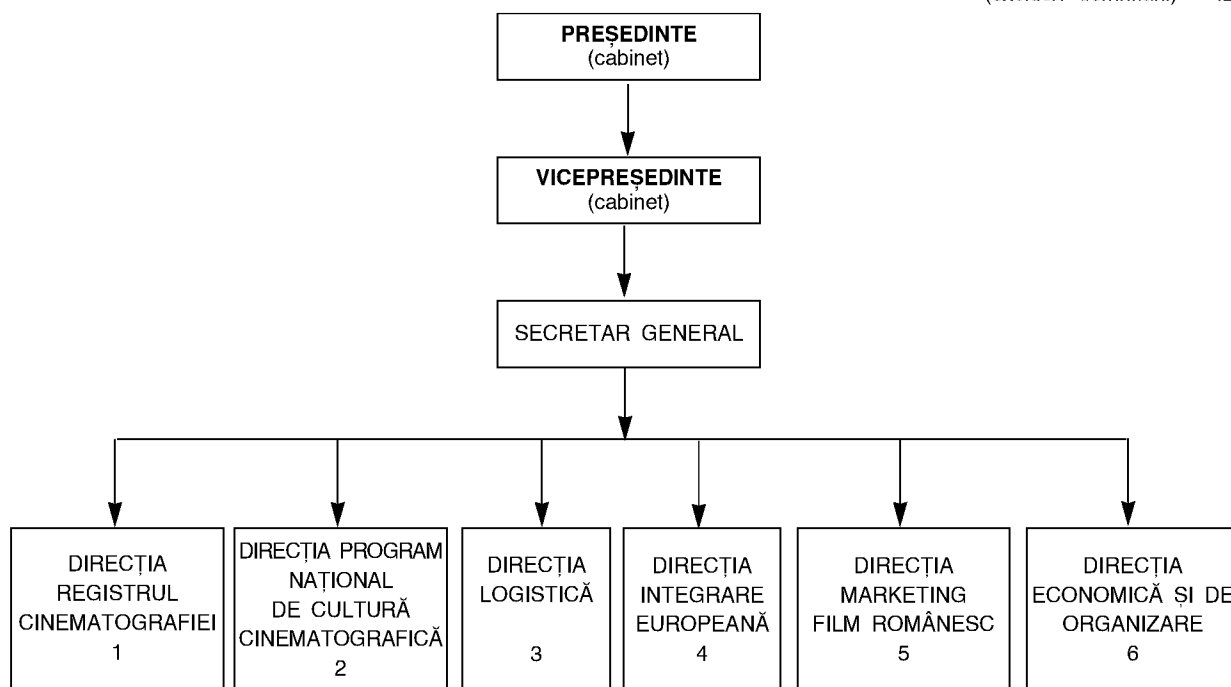 PREȘEDINTE
(cabinet)
VICEPREȘEDINTE
(cabinet)
SECRETAR GENERAL
DIRECȚIA
REGISTRUL
CINEMATOGRAFIEI
1
DIRECȚIA PROGRAM
NAȚIONAL
DE CULTURĂ
CINEMATOGRAFICĂ
2
DIRECȚIA
LOGISTICĂ
3
DIRECȚIA
INTEGRARE
EUROPEANĂ
4
DIRECȚIA
MARKETING
FILM ROMÂNESC
5
DIRECȚIA
ECONOMICĂ ȘI DE
ORGANIZARE
6